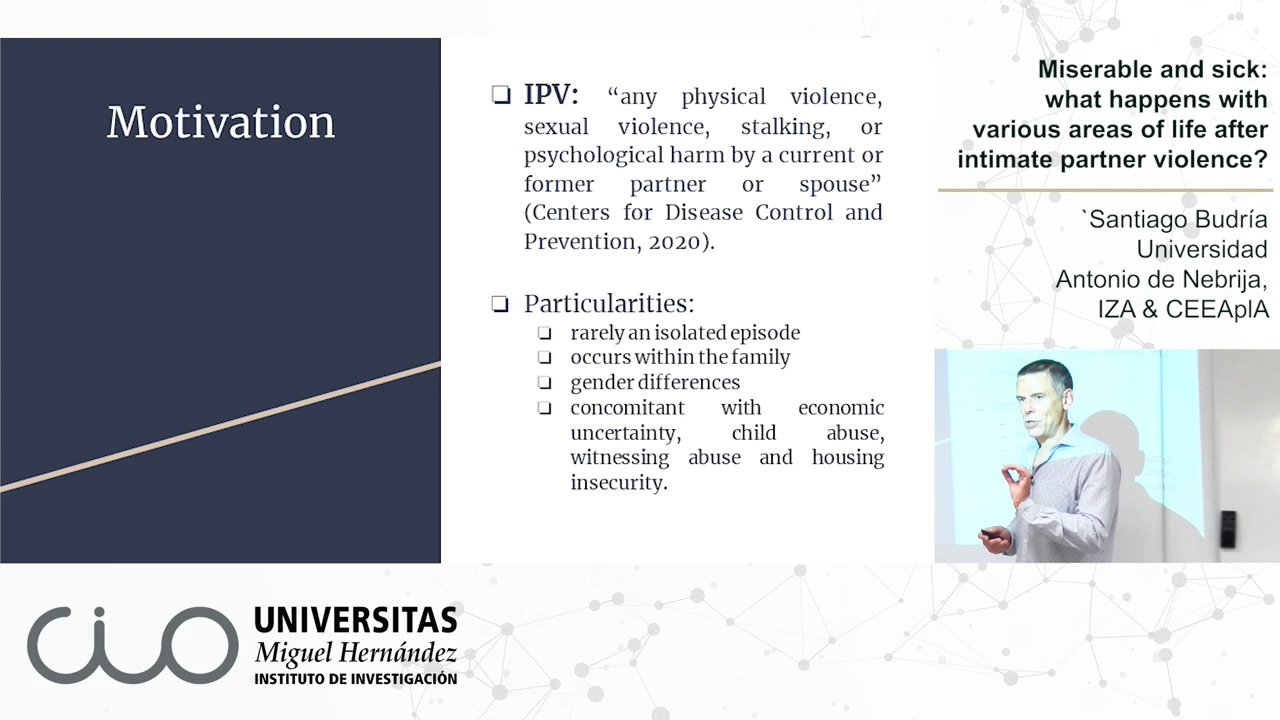 Motivation
IPV: “any physical violence,
sexual violence, stalking, or
psychological harm by a current or
former partner or spouse”
(Centers for Disease Control and
Prevention, 2020).
Particularities:
rarely an isolated episode
occurs within the family
gender differences
concomitant with economic
uncertainty, child abuse,
witnessing abuse and housing
insecurity.
Miserable and sick:
what happens with
various areas of life after
intimate partner violence?
`Santiago Budría
Universidad
Antonio de Nebrija,
IZA & CEEAplA
cio
UNIVERSITAS
Miguel Hernández
INSTITUTO DE INVESTIGACIÓN